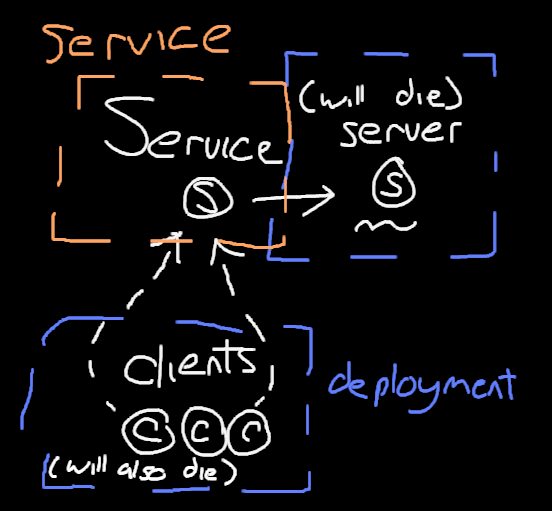 Service
(will die)
Service
server
S
S
clients
deployment
C C C
(will also die)